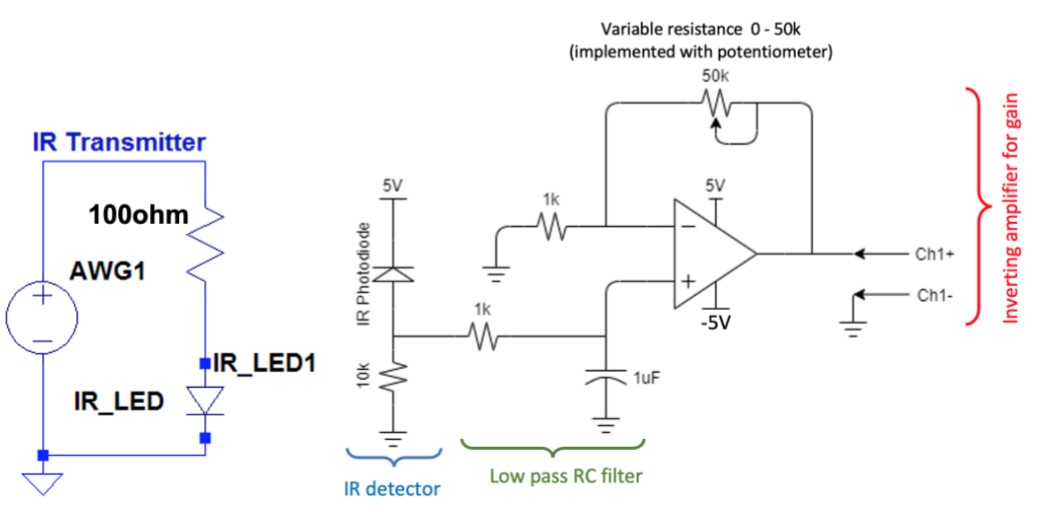 Variable resistance 0 - 50k
(implemented with potentiometer)
50k
IR Transmitter
100ohm
AWG1
+
−
IR_LED1
IR_LED
5V
IR Photodiode
10k
1k
1k
5V
−
+
-5V
1uF
Ch1+
Ch1-
Inverting amplifier for gain
IR detector
Low pass RC filter